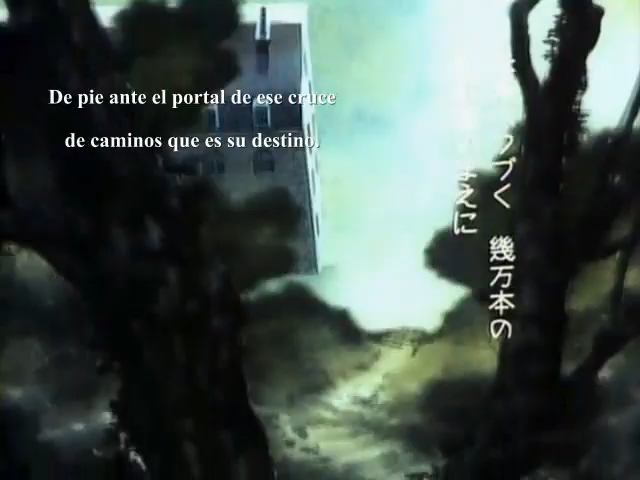 De pie ante el portal de ese cruce
de caminos que es su destino.
づく 幾万本の
まえに